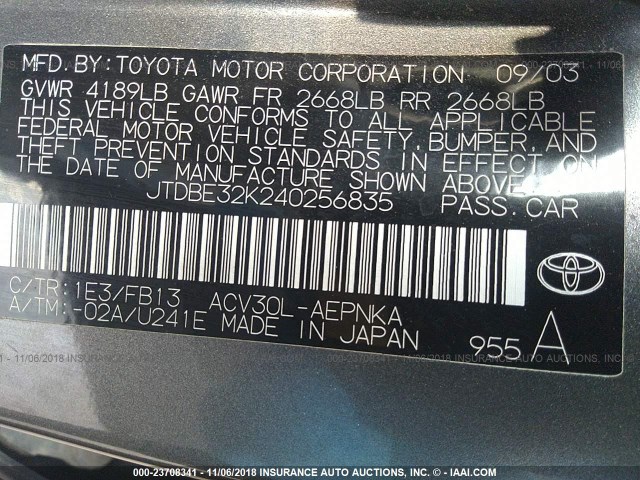 MFD.BY:TOYOTA MOTOR CORPORATION 09/03
GVWR 4189LB GAWR FR 2668LB RR 2668LB
THIS VEHICLE CONFORMS TO ALL APPLICABLE
FEDERAL MOTOR VEHICLE SAFETY,BUMPER,AND
THEFT PREVENTION STANDARDS IN EFFECT ON
THE DATE OF MANUFACTURE SHOWN ABOVE.
JTDBE32K240256835 PASS.CAR
C/TR:1E3/FB13 ACV30L-AEPNKA
A/TM:-02A/U241E MADE IN JAPAN 955 A
000-23708341 - 11/06/2018 INSURANCE AUTO AUCTIONS © - IAAI.COM